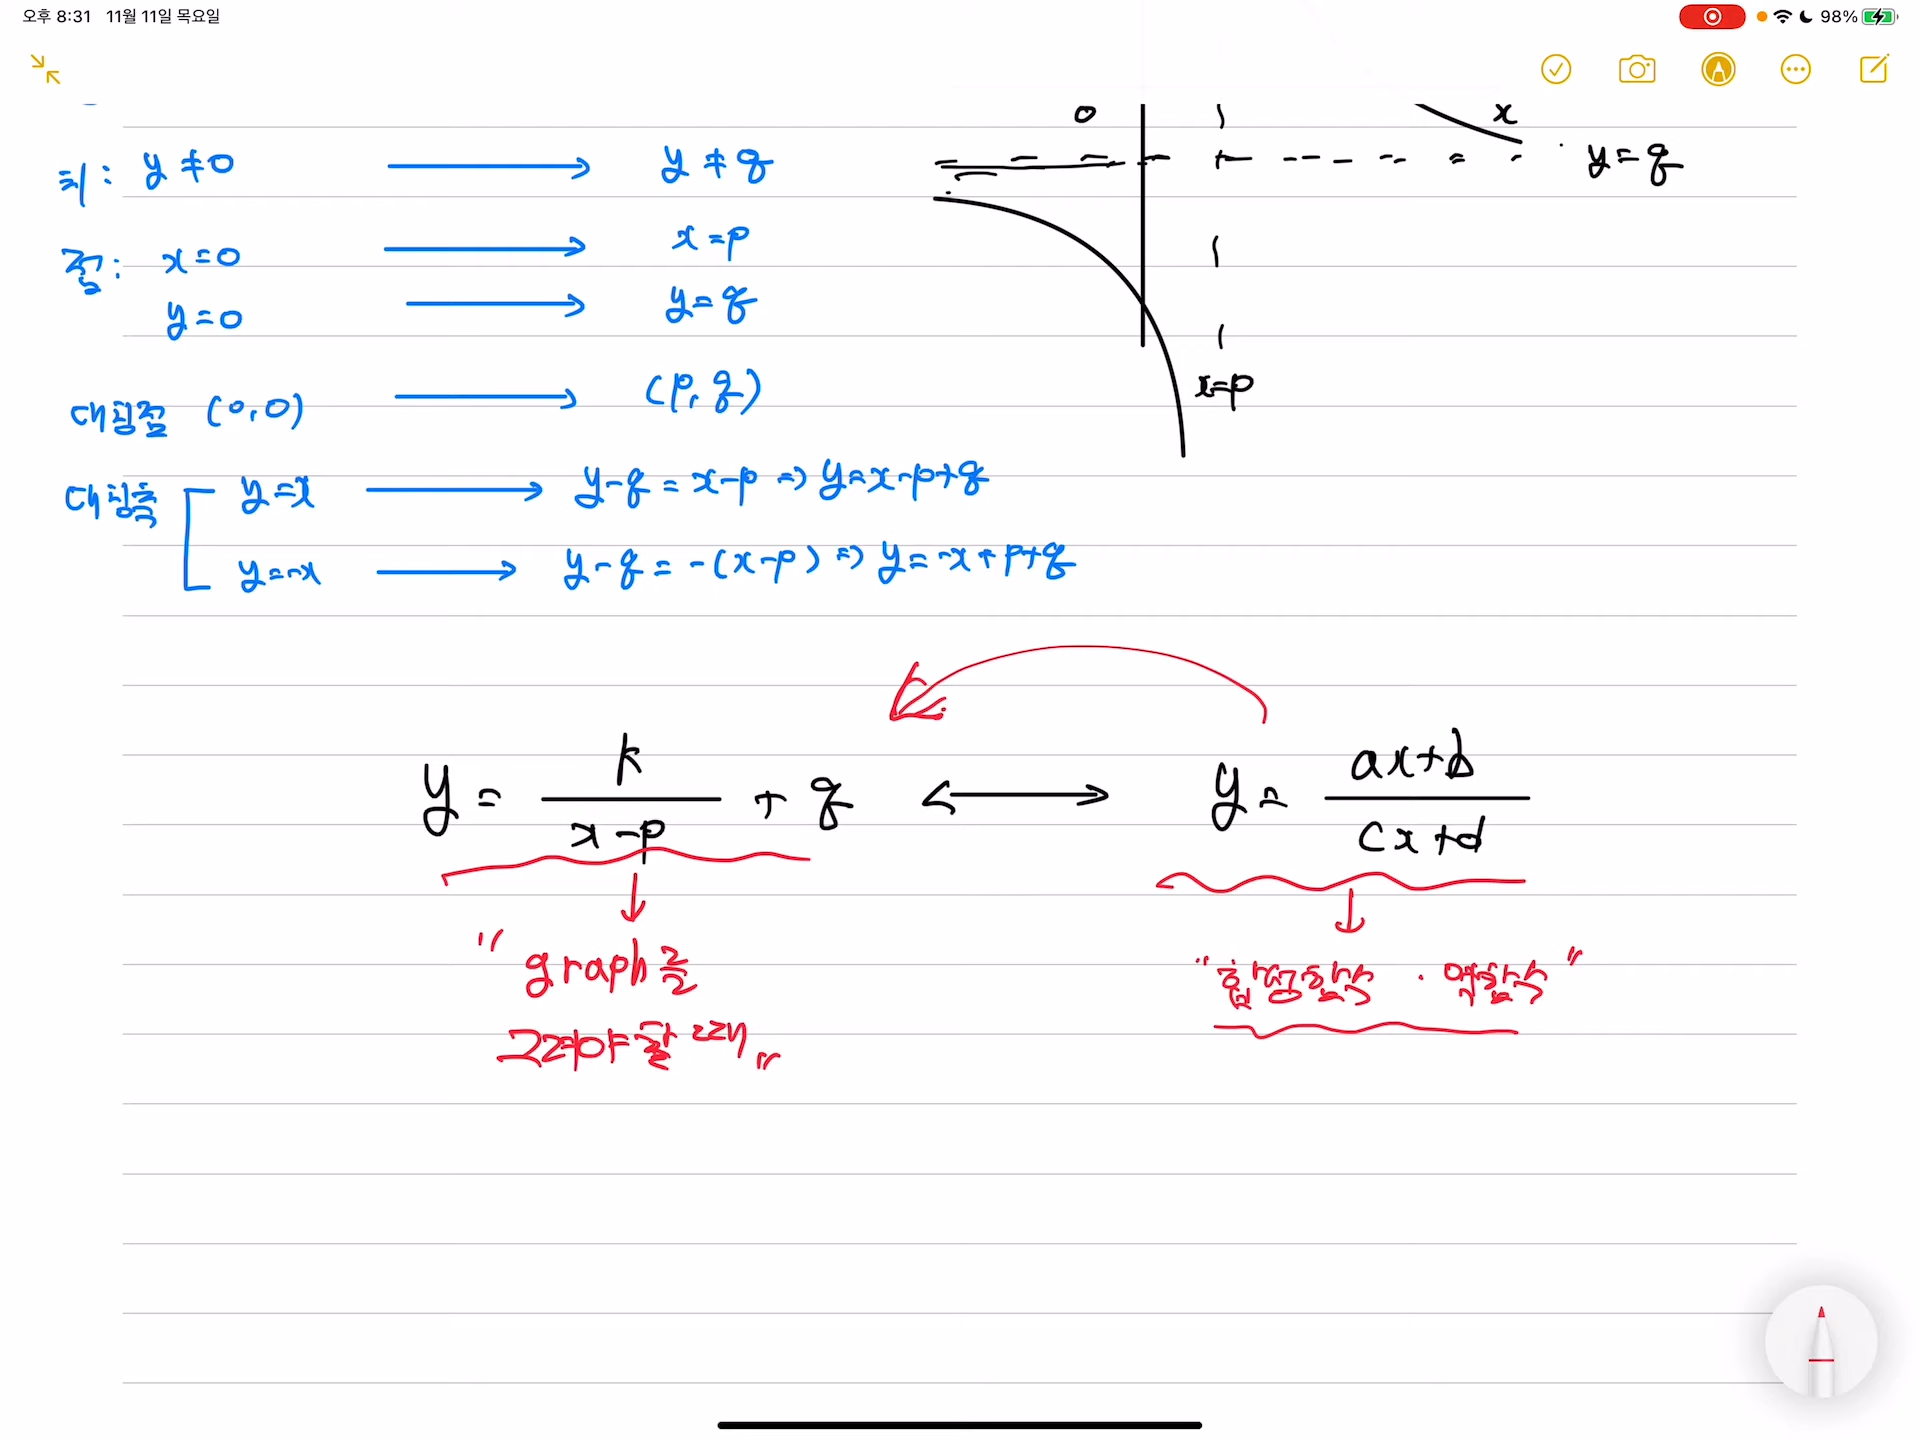 오후 8:31 11월 11일 목요일
98%
0
x
치: y≠0 → y≠q
y=q
점: x=0 → x=p
y=0 → y=q
x=p
대칭점 (0,0) → (p,q)
대칭축 y=x → y-q=x-p ⇒ y=x-p+q
y=-x → y-q=-(x-p) ⇒ y=-x+p+q
y = k/(x-p) + q ↔ y = (ax+b)/(cx+d)
"graph를
그려야 할 때"
"합성함수 · 역함수"